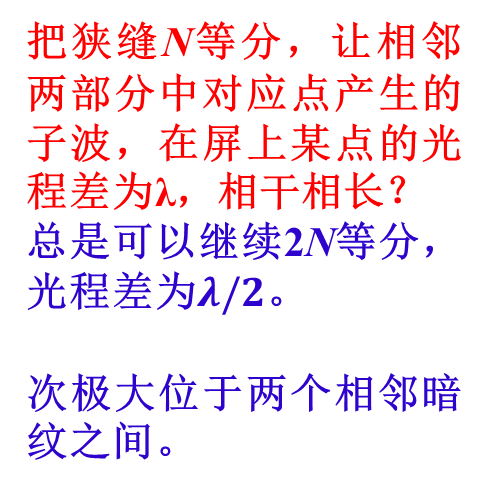 把狭缝N等分，让相邻
两部分中对应点产生的
子波，在屏上某点的光
程差为λ，相干相长？
总是可以继续2N等分，
光程差为λ/2。
次极大位于两个相邻暗
纹之间。